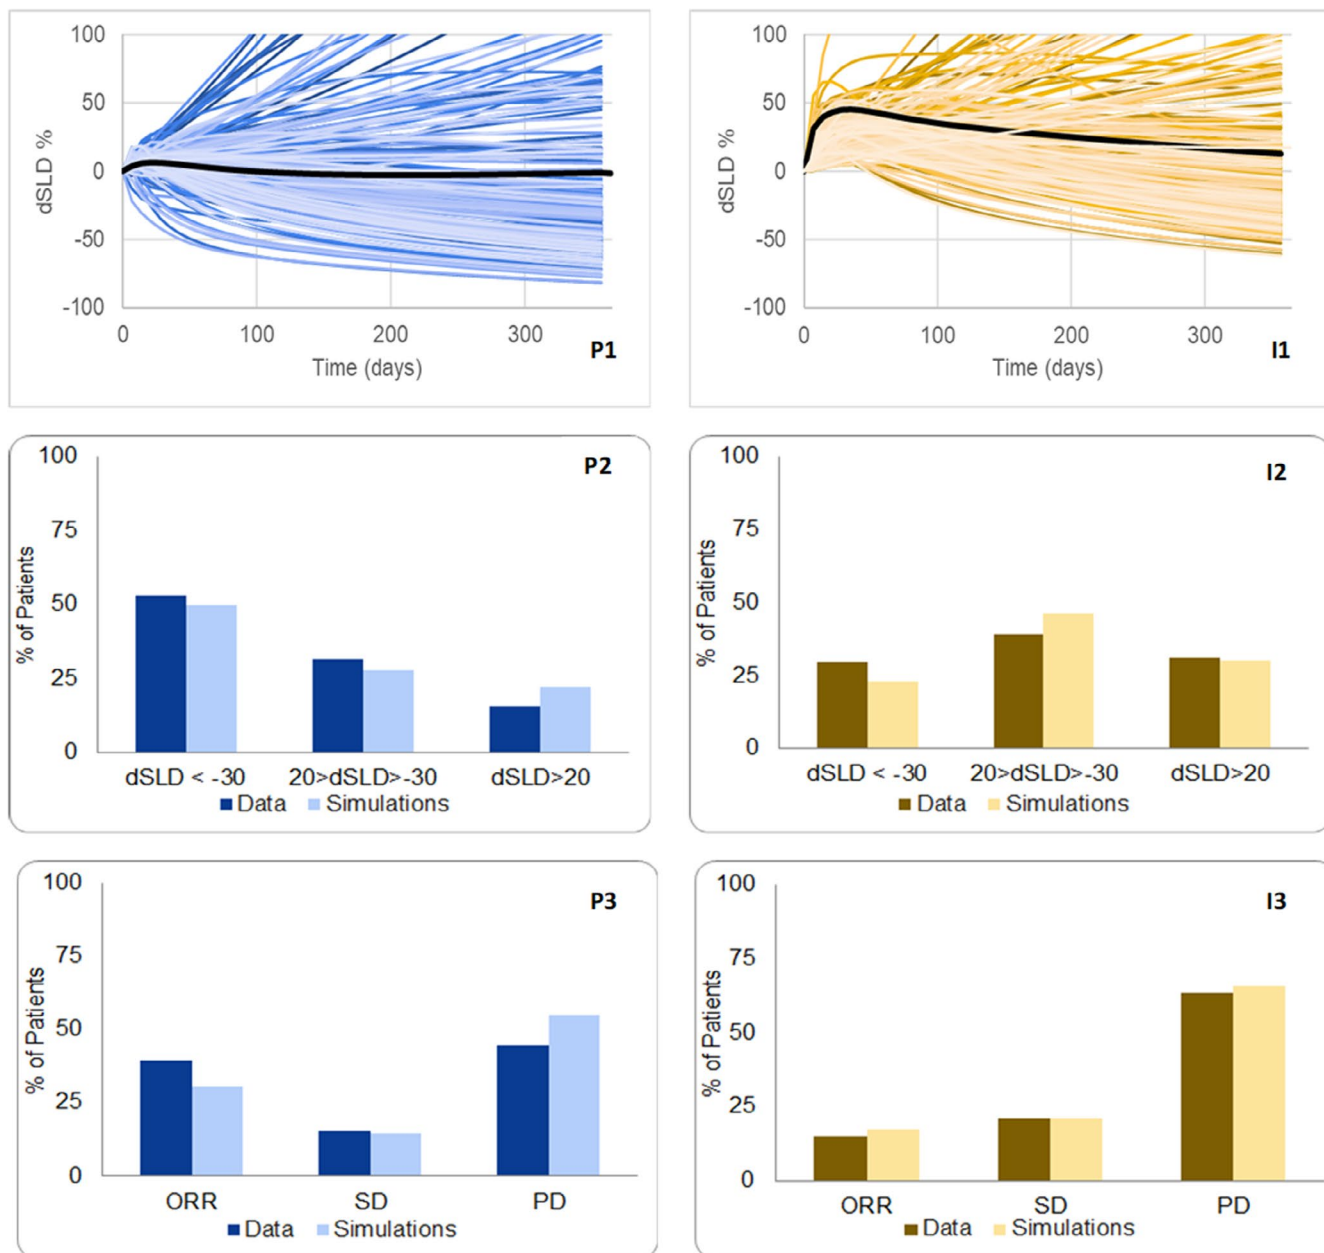 100
50
0
-50
-100
dSLD %
0 100 200 300
Time (days)
P1
100
50
0
-50
-100
dSLD %
0 100 200 300
Time (days)
I1
P2
100
75
50
25
0
% of Patients
dSLD < -30 20>dSLD>-30 dSLD>20
Data Simulations
I2
100
75
50
25
0
% of Patients
dSLD < -30 20>dSLD>-30 dSLD>20
Data Simulations
P3
100
75
50
25
0
% of Patients
ORR SD PD
Data Simulations
I3
100
75
50
25
0
% of Patients
ORR SD PD
Data Simulations